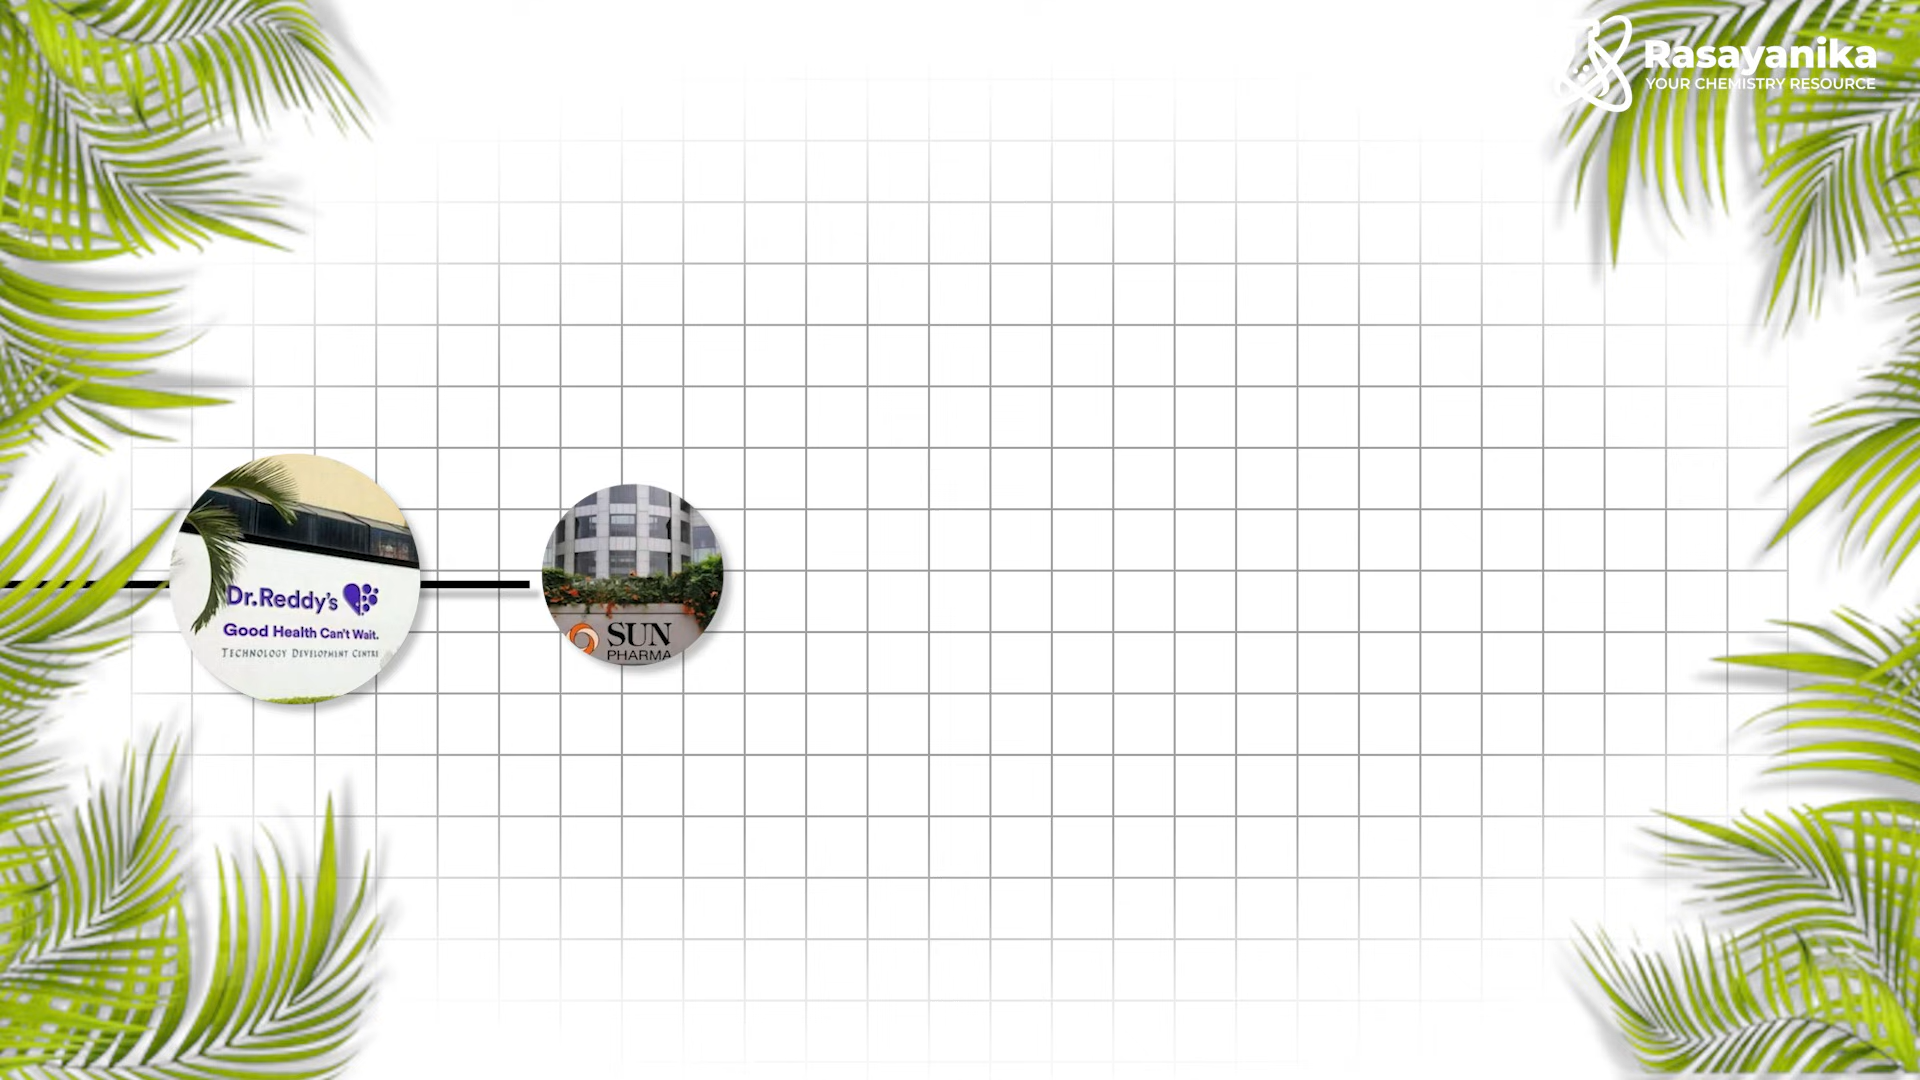 Rasayanika
YOUR CHEMISTRY RESOURCE
Dr.Reddy's
Good Health Can't Wait.
TECHNOLOGY DEVELOPMENT CENTRE
SUN
PHARMA